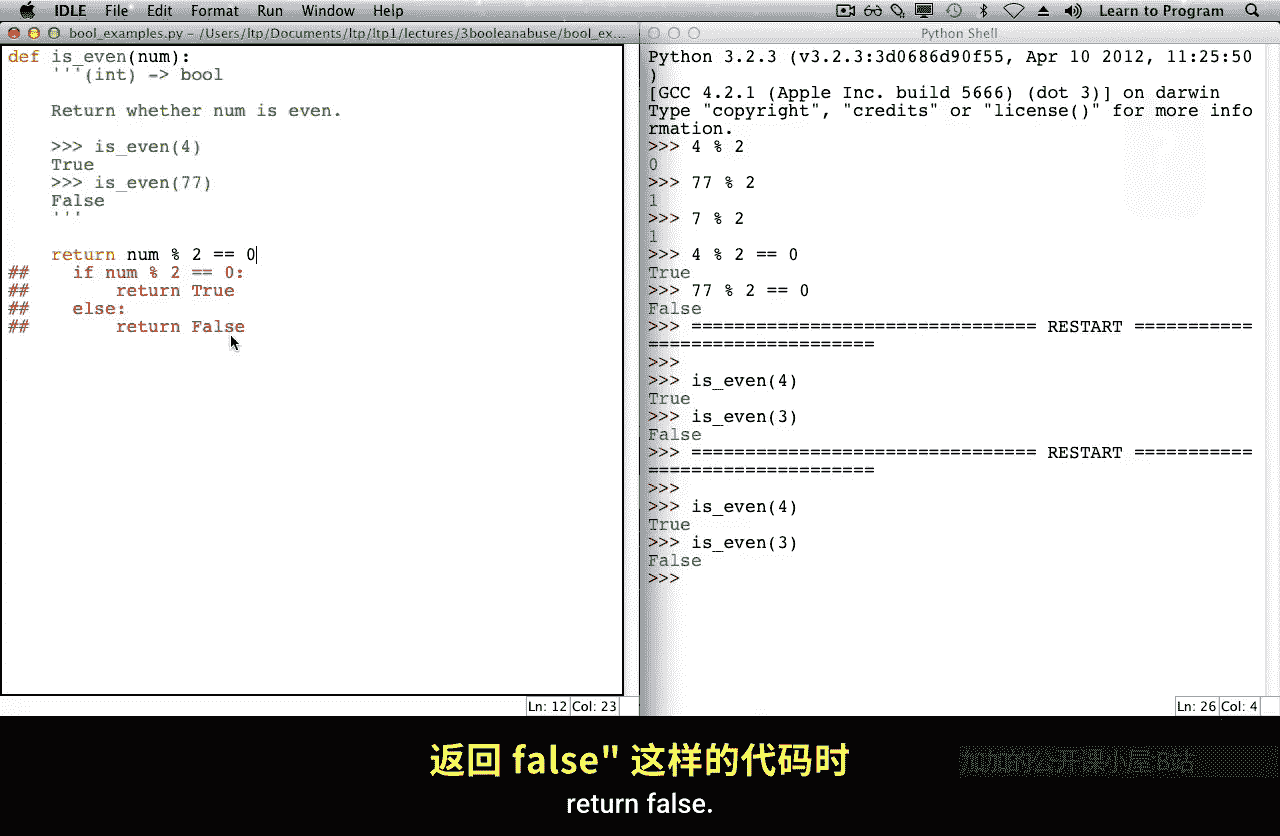 IDLE File Edit Format Run Window Help Learn to Program
bool_examples.py – /Users/ltp/Documents/ltp/ltp1/lectures/3booleanabuse/bool_ex...
def is_even(num):
'''(int) -> bool
Return whether num is even.
>>> is_even(4)
True
>>> is_even(77)
False
'''
return num % 2 == 0
## if num % 2 == 0:
## return True
## else:
## return False
Ln: 12 Col: 23
Python Shell
Python 3.2.3 (v3.2.3:3d0686d90f55, Apr 10 2012, 11:25:50
)
[GCC 4.2.1 (Apple Inc. build 5666) (dot 3)] on darwin
Type "copyright", "credits" or "license()" for more info
rmation.
>>> 4 % 2
0
>>> 77 % 2
1
>>> 7 % 2
1
>>> 4 % 2 == 0
True
>>> 77 % 2 == 0
False
>>> ================================ RESTART ===========
=====================
>>>
>>> is_even(4)
True
>>> is_even(3)
False
>>> ================================ RESTART ===========
=====================
>>>
>>> is_even(4)
True
>>> is_even(3)
False
>>>
Ln: 26 Col: 4
返回 false" 这样的代码时
return false.
加加的公开课小屋 B站